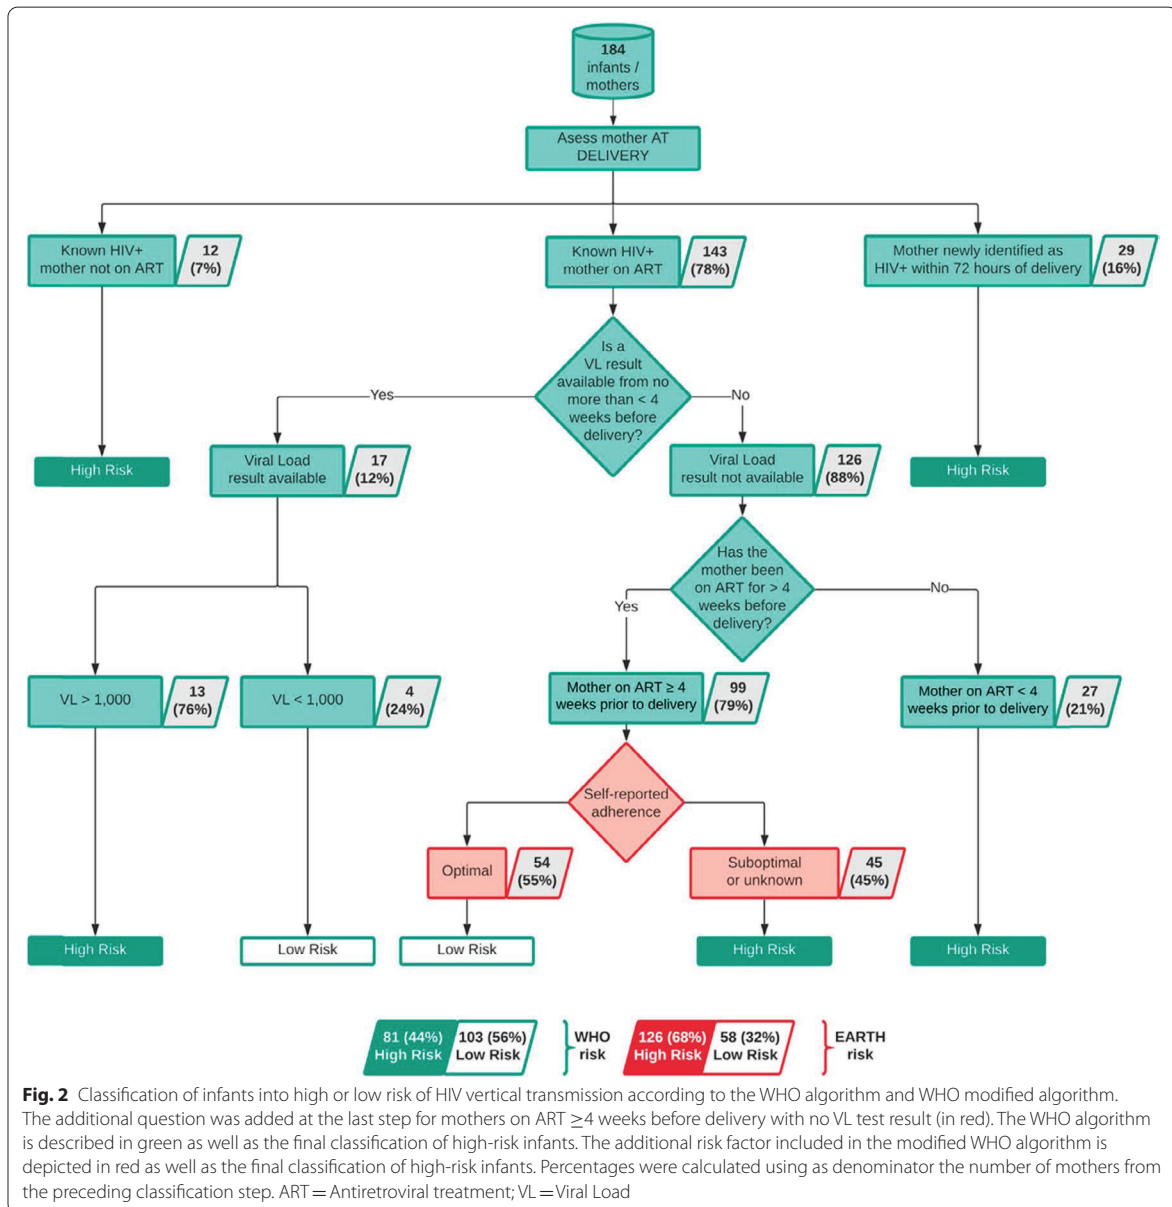 184
infants /
mothers
Asess mother AT
DELIVERY
Known HIV+
mother not on ART
12
(7%)
Known HIV+
mother on ART
143
(78%)
Mother newly identified as
HIV+ within 72 hours of delivery
29
(16%)
Is a
VL result
available from no
more than < 4
weeks before
delivery?
Yes
No
High Risk
Viral Load
result available
17
(12%)
Viral Load
result not available
126
(88%)
High Risk
Has the
mother been
on ART for > 4
weeks before
delivery?
Yes
No
VL > 1,000
13
(76%)
VL < 1,000
4
(24%)
Mother on ART ≥ 4
weeks prior to delivery
99
(79%)
Mother on ART < 4
weeks prior to delivery
27
(21%)
Self-reported
adherence
Optimal
54
(55%)
Suboptimal
or unknown
45
(45%)
High Risk
Low Risk
Low Risk
High Risk
High Risk
81 (44%)
High Risk
103 (56%)
Low Risk
WHO
risk
126 (68%)
High Risk
58 (32%)
Low Risk
EARTH
risk
Fig. 2 Classification of infants into high or low risk of HIV vertical transmission according to the WHO algorithm and WHO modified algorithm.
The additional question was added at the last step for mothers on ART ≥4 weeks before delivery with no VL test result (in red). The WHO algorithm
is described in green as well as the final classification of high-risk infants. The additional risk factor included in the modified WHO algorithm is
depicted in red as well as the final classification of high-risk infants. Percentages were calculated using as denominator the number of mothers from
the preceding classification step. ART = Antiretroviral treatment; VL = Viral Load